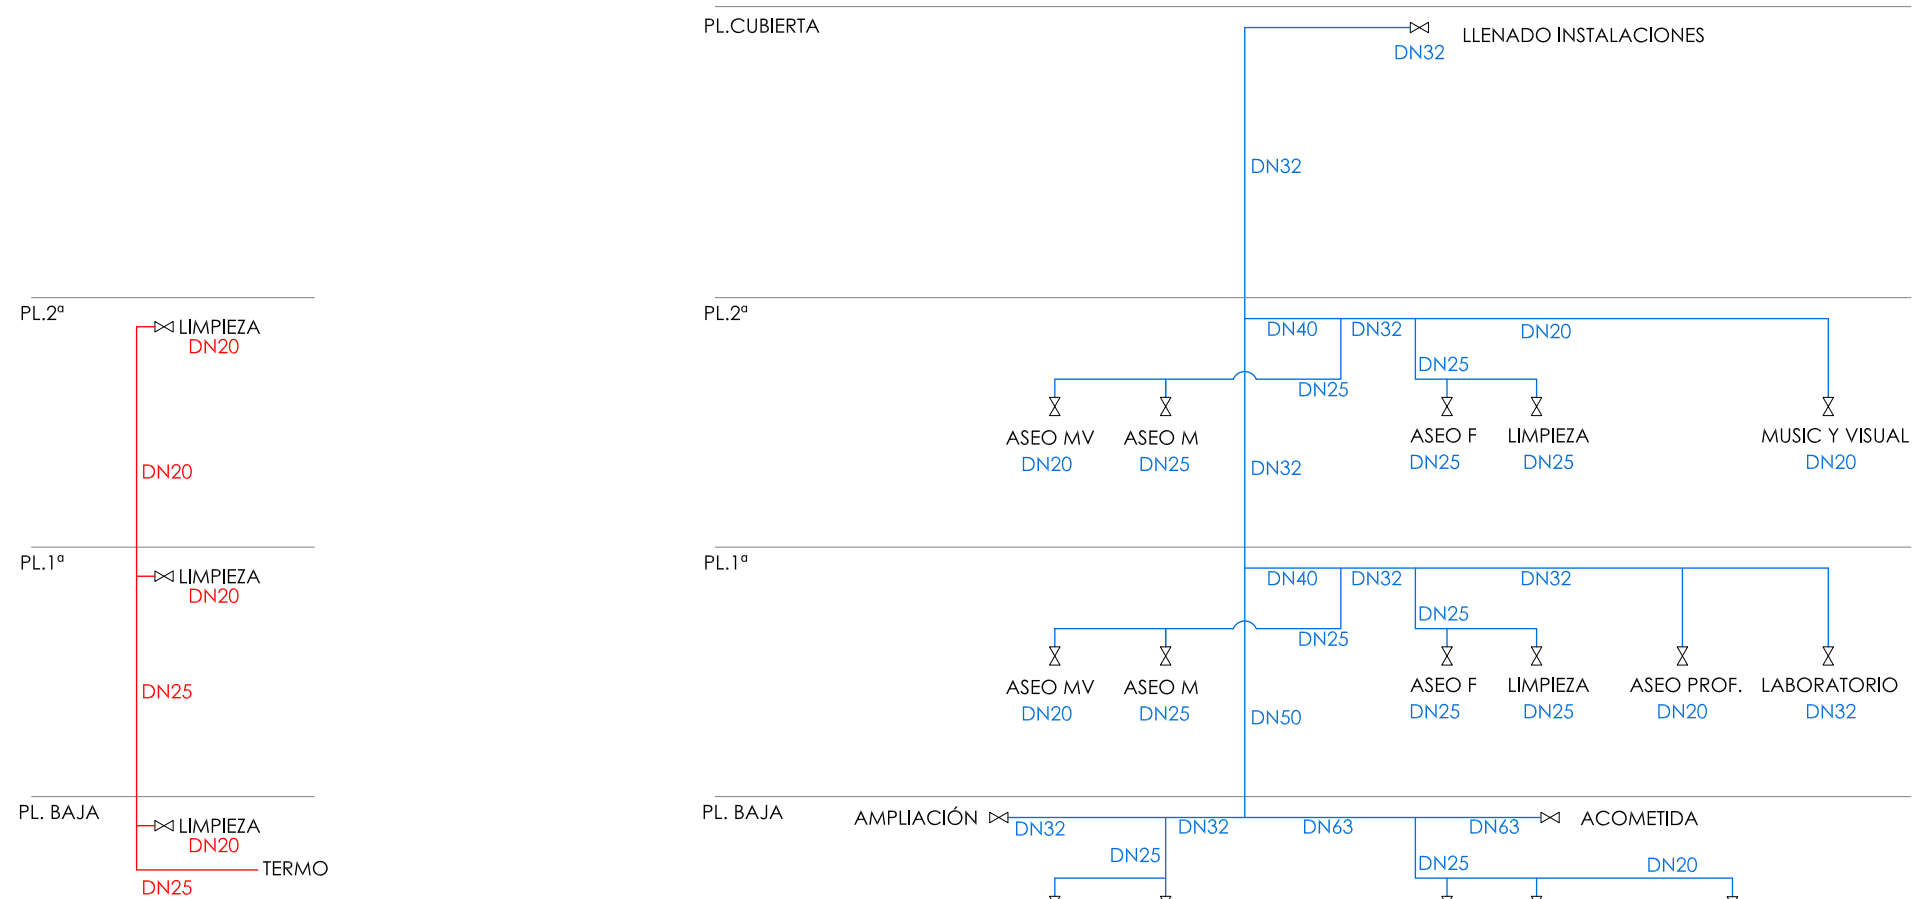 PL.CUBIERTA
LLENADO INSTALACIONES
DN32
DN32
PL.2ª
LIMPIEZA
DN20
DN20
PL.1ª
LIMPIEZA
DN20
DN25
PL. BAJA
LIMPIEZA
DN20
TERMO
DN25
PL.2ª
DN40 DN32 DN20
DN25 DN25
ASEO MV ASEO M ASEO F LIMPIEZA MUSIC Y VISUAL
DN20 DN25 DN25 DN25 DN20
DN32
PL.1ª
DN40 DN32 DN32
DN25 DN25
ASEO MV ASEO M ASEO F LIMPIEZA ASEO PROF. LABORATORIO
DN20 DN25 DN25 DN25 DN20 DN32
DN50
PL. BAJA
AMPLIACIÓN DN32 DN32 DN63 DN63 ACOMETIDA
DN25 DN25 DN20